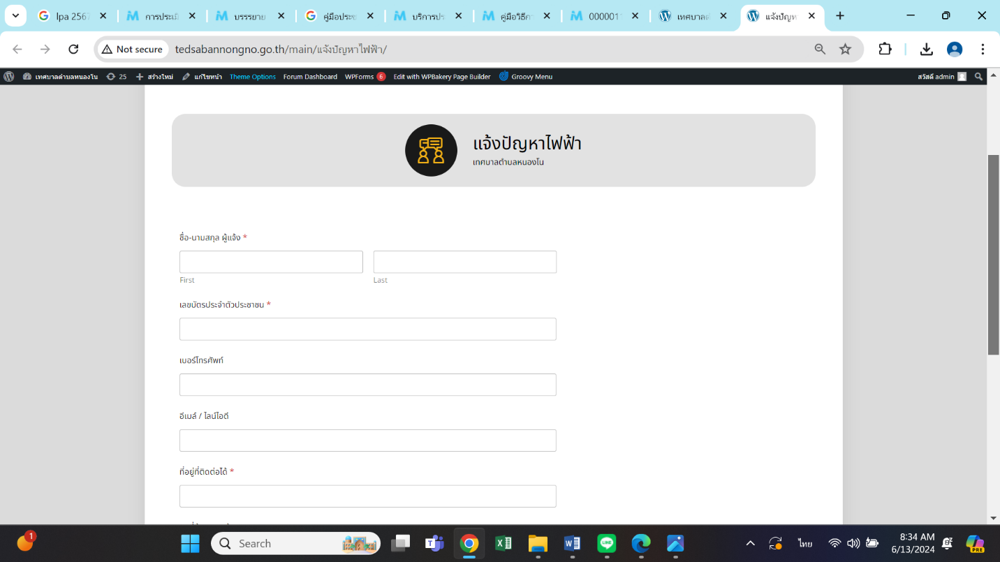 lpa 2567
การประเมิ
บรรรยาย
คู่มือประช
บริการปร
คู่มือวิธีกา
000001
เทศบาลต
แจ้งปัญห
Not secure
tedsabannongno.go.th/main/แจ้งปัญหาไฟฟ้า/
เทศบาลตำบลหนองโน 25 + สร้างใหม่ แก้ไขหน้า Theme Options Forum Dashboard WPForms 6 Edit with WPBakery Page Builder Groovy Menu สวัสดี admin
แจ้งปัญหาไฟฟ้า
เทศบาลตำบลหนองโน
ชื่อ-นามสกุล ผู้แจ้ง *
First Last
เลขบัตรประจำตัวประชาชน *
เบอร์โทรศัพท์
อีเมล์ / ไลน์ไอดี
ที่อยู่ที่ติดต่อได้ *
1
Search
ไทย
8:34 AM
6/13/2024
PRE